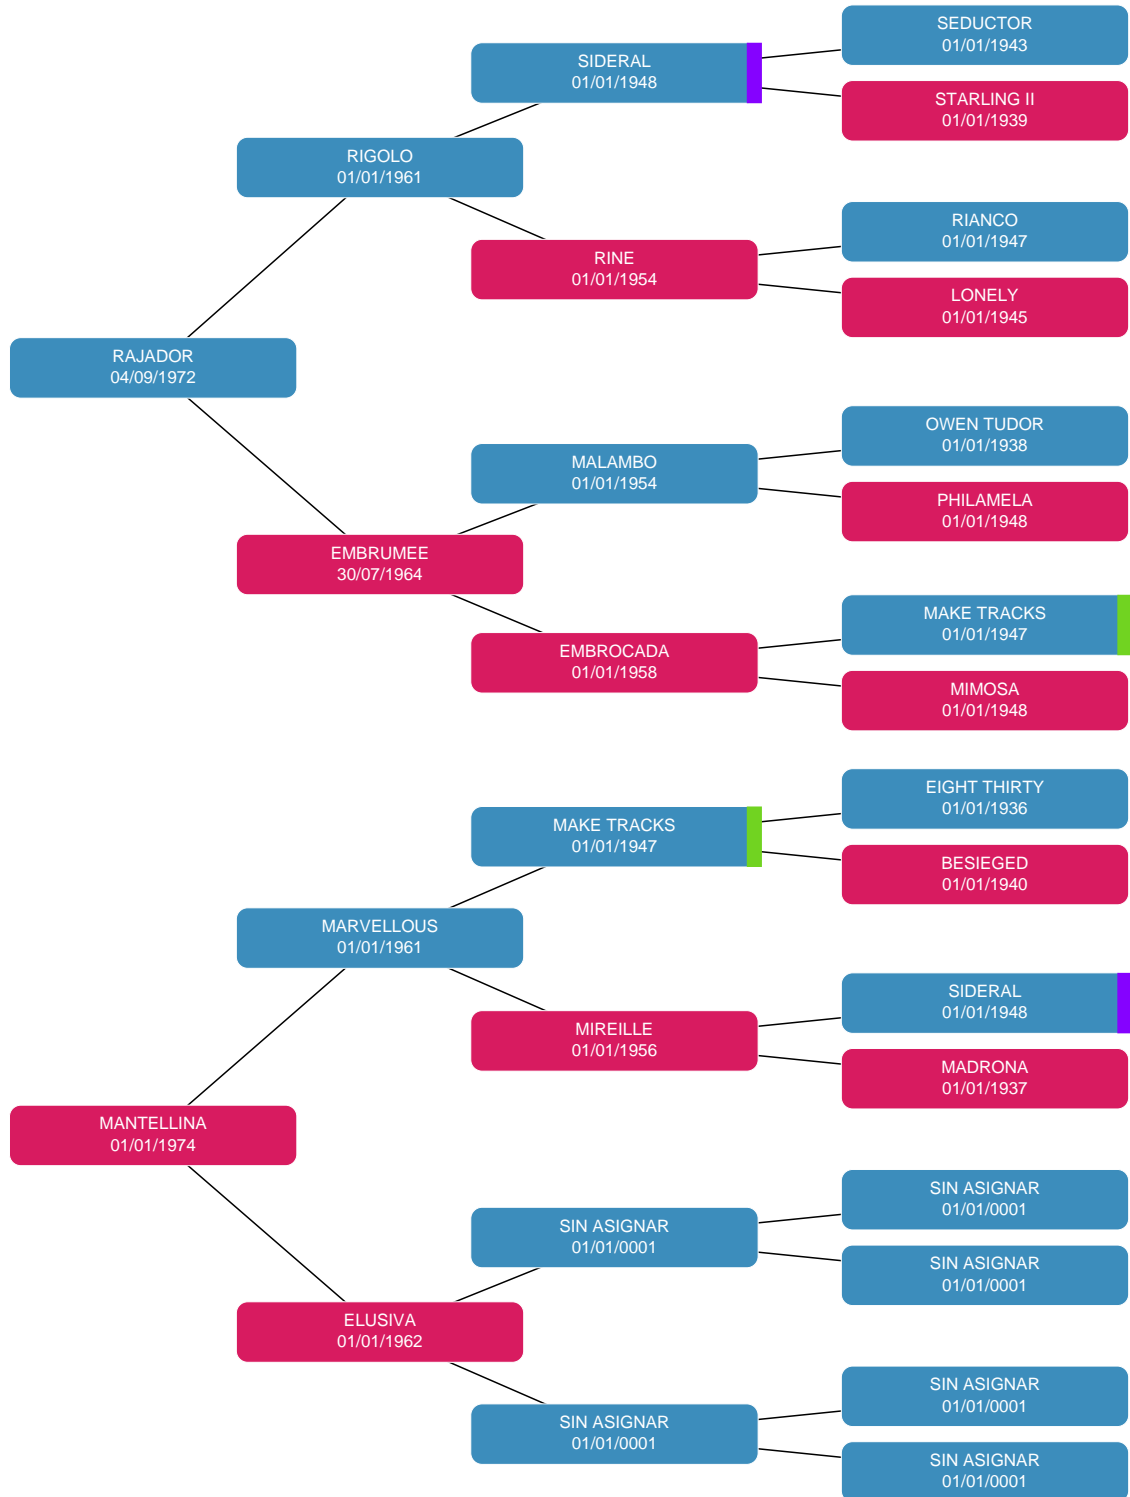 SEDUCTOR
01/01/1943
SIDERAL
01/01/1948
STARLING II
01/01/1939
RIGOLO
01/01/1961
RIANCO
01/01/1947
RINE
01/01/1954
LONELY
01/01/1945
RAJADOR
04/09/1972
OWEN TUDOR
01/01/1938
MALAMBO
01/01/1954
PHILAMELA
01/01/1948
EMBRUMEE
30/07/1964
MAKE TRACKS
01/01/1947
EMBROCADA
01/01/1958
MIMOSA
01/01/1948
EIGHT THIRTY
01/01/1936
MAKE TRACKS
01/01/1947
BESIEGED
01/01/1940
MARVELLOUS
01/01/1961
SIDERAL
01/01/1948
MIREILLE
01/01/1956
MADRONA
01/01/1937
MANTELLINA
01/01/1974
SIN ASIGNAR
01/01/0001
SIN ASIGNAR
01/01/0001
SIN ASIGNAR
01/01/0001
ELUSIVA
01/01/1962
SIN ASIGNAR
01/01/0001
SIN ASIGNAR
01/01/0001
SIN ASIGNAR
01/01/0001